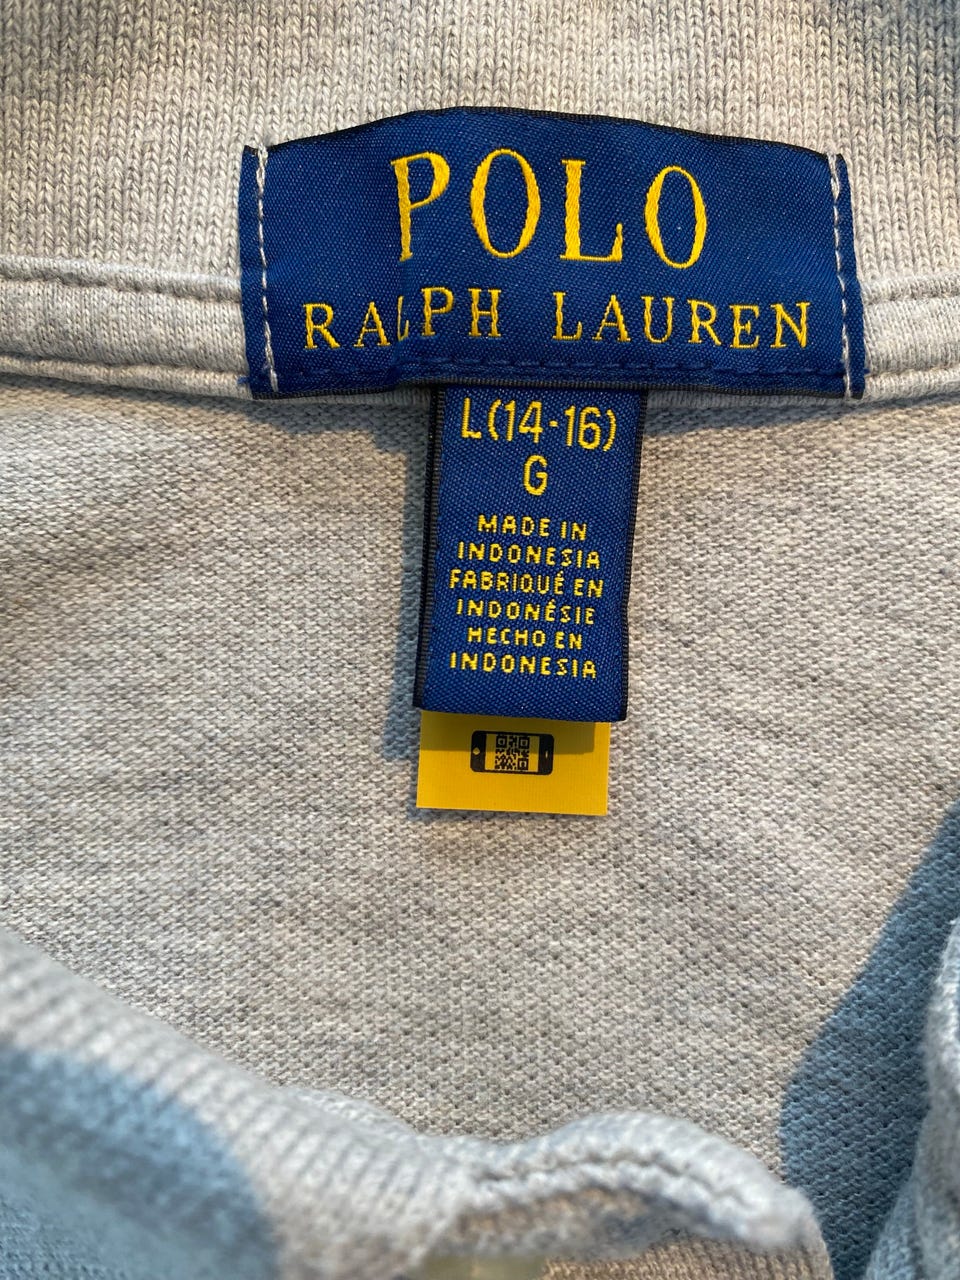 POLO
RALPH LAUREN
L(14-16)
G
MADE IN
INDONESIA
FABRIQUÉ EN
INDONÉSIE
HECHO EN
INDONESIA